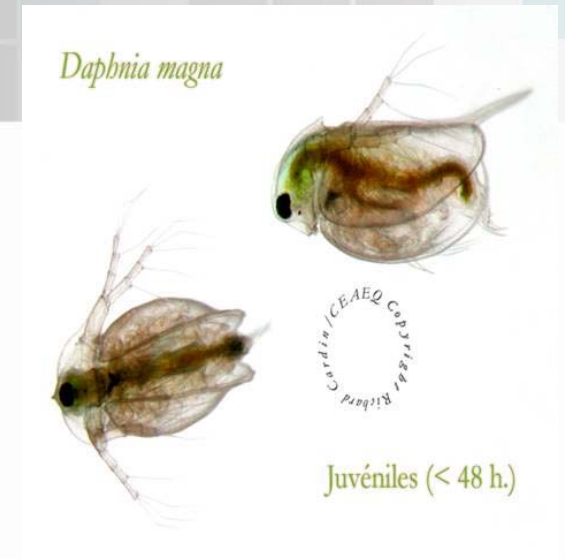 Daphnia magna
CEAEQ Copyright Richard Cardin /
Juvéniles (< 48 h.)